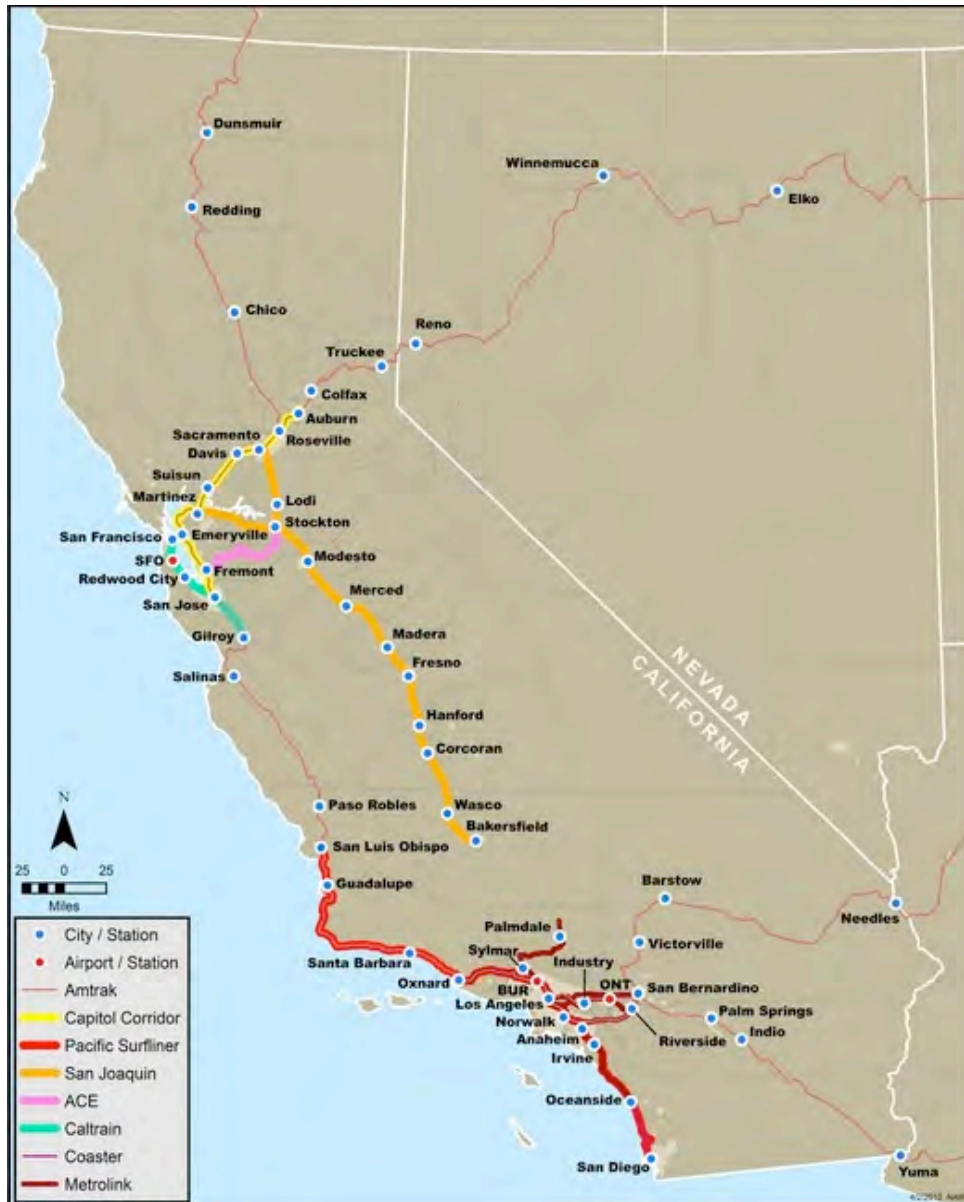 Dunsmuir
Winnemucca
Elko
Redding
Chico
Reno
Truckee
Colfax
Auburn
Sacramento
Roseville
Davis
Suisun
Martinez
Lodi
Stockton
San Francisco
Emeryville
SFO
Modesto
Redwood City
Fremont
San Jose
Merced
Gilroy
Madera
Salinas
Fresno
NEVADA
CALIFORNIA
Hanford
Corcoran
Paso Robles
Wasco
Bakersfield
San Luis Obispo
Guadalupe
Barstow
Needles
Palmdale
Victorville
Sylmar
Industry
Santa Barbara
Oxnard
BUR
ONT
San Bernardino
Los Angeles
Palm Springs
Norwalk
Indio
Anaheim
Riverside
Irvine
Oceanside
San Diego
Yuma
N
25 0 25
Miles
City / Station
Airport / Station
Amtrak
Capitol Corridor
Pacific Surfliner
San Joaquin
ACE
Caltrain
Coaster
Metrolink